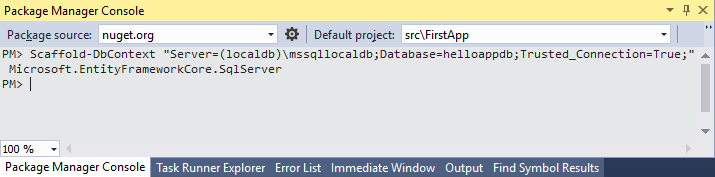 Package Manager Console
Package source: nuget.org Default project: src\FirstApp
PM> Scaffold-DbContext "Server=(localdb)\mssqllocaldb;Database=helloappdb;Trusted_Connection=True;"
Microsoft.EntityFrameworkCore.SqlServer
PM>
100 %
Package Manager Console Task Runner Explorer Error List Immediate Window Output Find Symbol Results